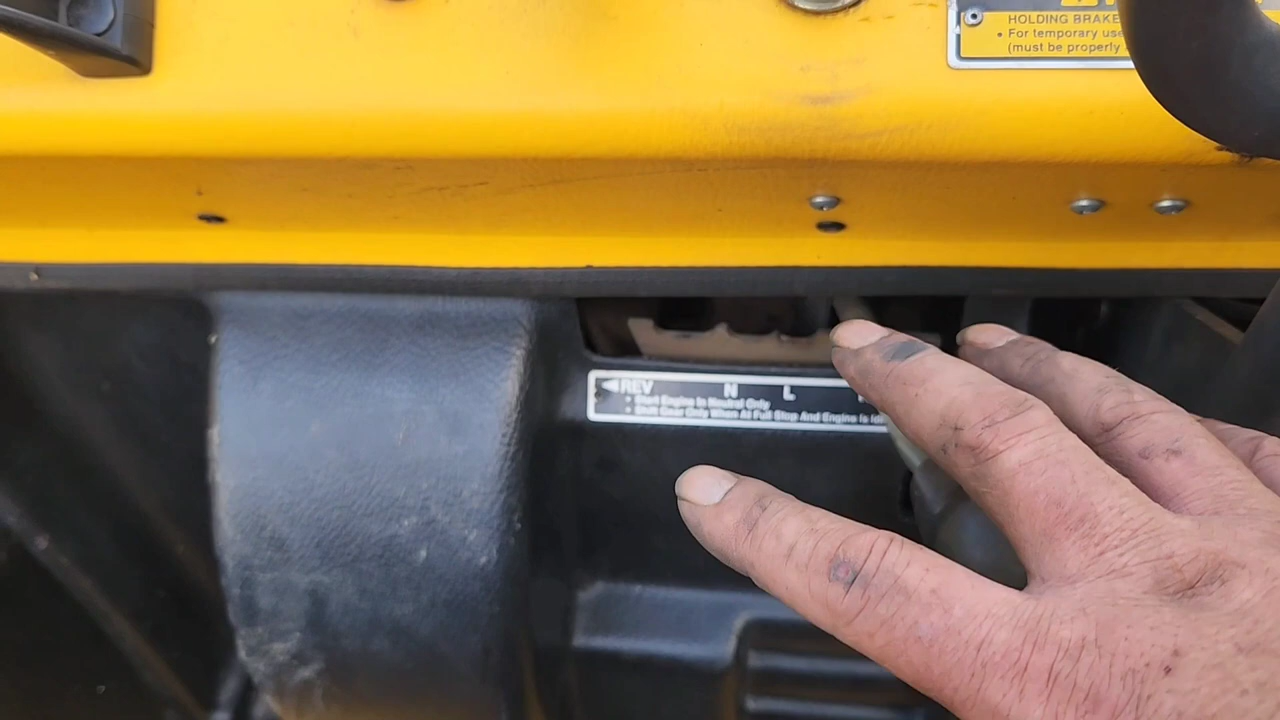 HOLDING BRAKE
• For temporary use
(must be properly
◀REV N L
• Start Engine In Neutral Only
• Shift Gear Only When At Full Stop And Engine Is